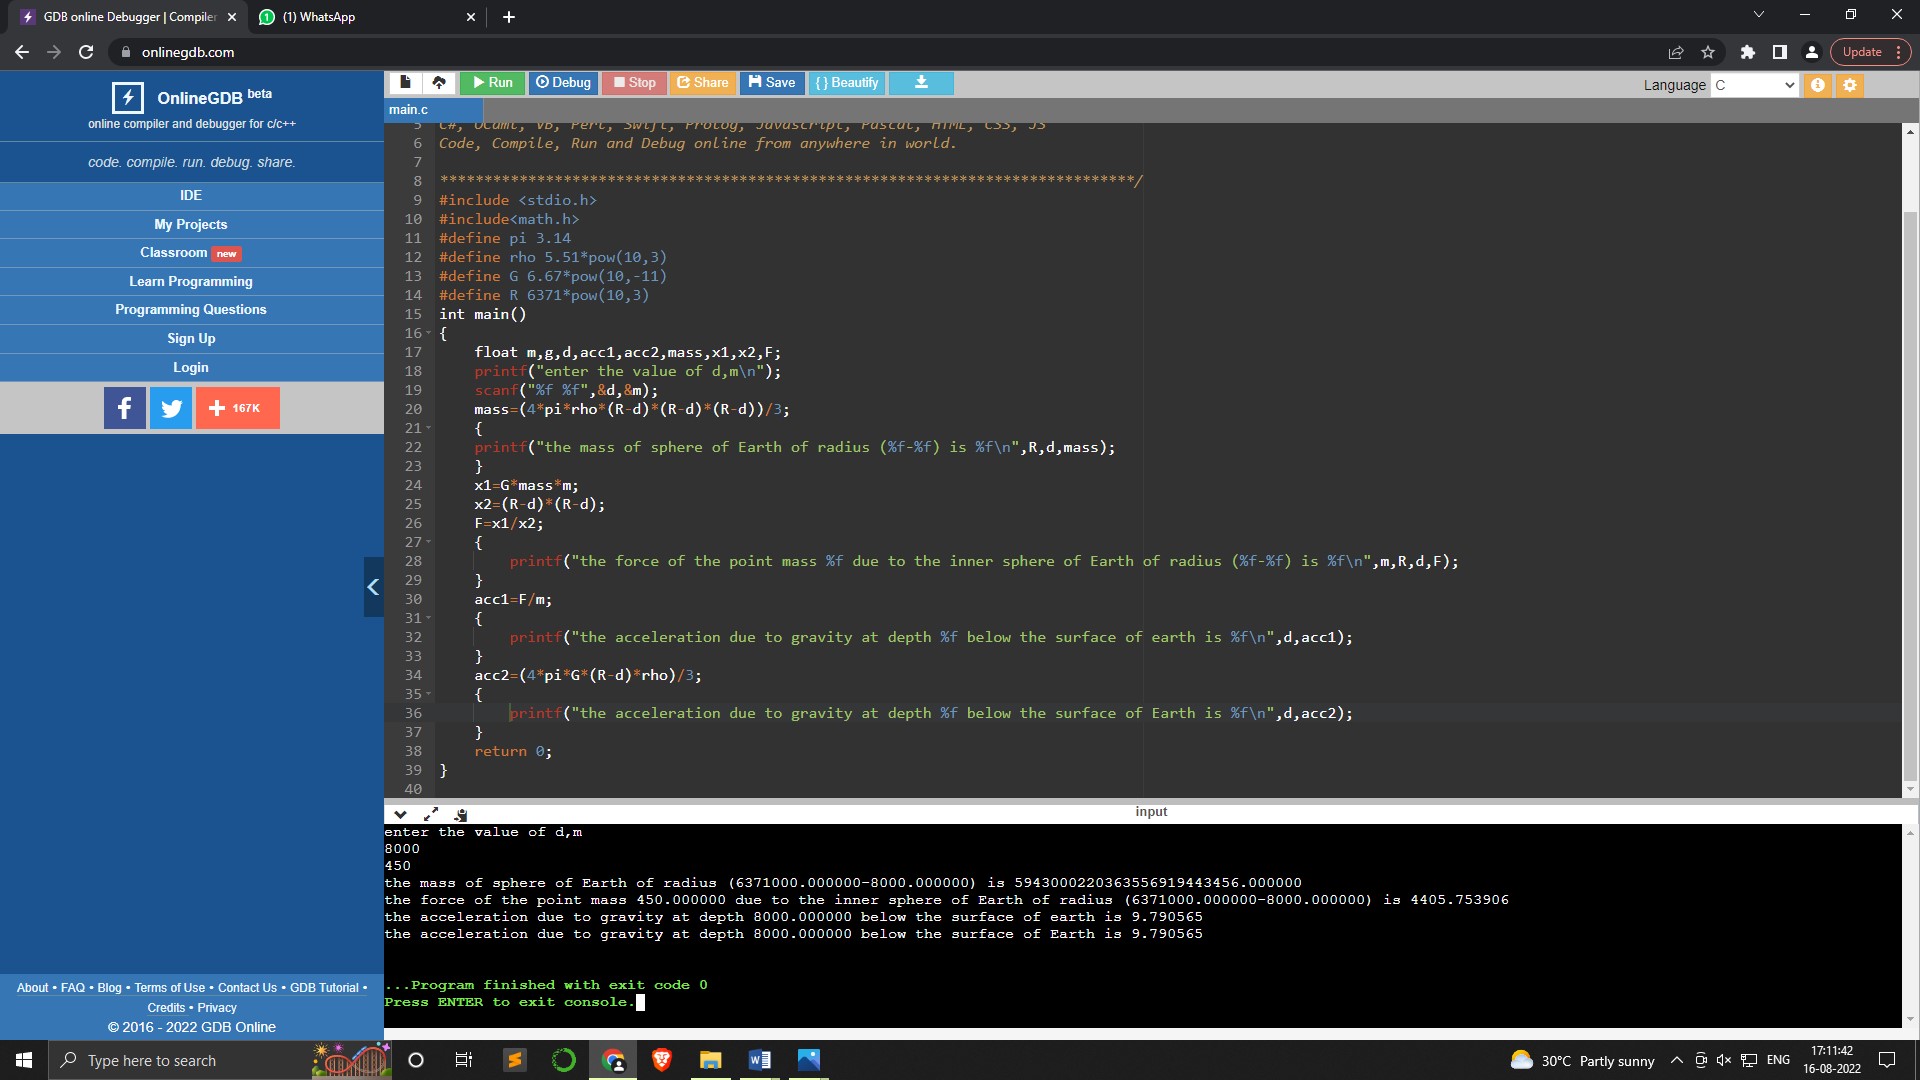 GDB online Debugger | Compiler
(1) WhatsApp
onlinegdb.com
Update
OnlineGDB beta
online compiler and debugger for c/c++
code. compile. run. debug. share.
IDE
My Projects
Classroom new
Learn Programming
Programming Questions
Sign Up
Login
167K
About • FAQ • Blog • Terms of Use • Contact Us • GDB Tutorial •
Credits • Privacy
© 2016 - 2022 GDB Online
Run Debug Stop Share Save { } Beautify
Language C
main.c
5 C#, OCaml, VB, Perl, Swift, Prolog, Javascript, Pascal, HTML, CSS, JS
6 Code, Compile, Run and Debug online from anywhere in world.
7
8 *******************************************************************************/
9 #include <stdio.h>
10 #include<math.h>
11 #define pi 3.14
12 #define rho 5.51*pow(10,3)
13 #define G 6.67*pow(10,-11)
14 #define R 6371*pow(10,3)
15 int main()
16 {
17 float m,g,d,acc1,acc2,mass,x1,x2,F;
18 printf("enter the value of d,m\n");
19 scanf("%f %f",&d,&m);
20 mass=(4*pi*rho*(R-d)*(R-d)*(R-d))/3;
21 {
22 printf("the mass of sphere of Earth of radius (%f-%f) is %f\n",R,d,mass);
23 }
24 x1=G*mass*m;
25 x2=(R-d)*(R-d);
26 F=x1/x2;
27 {
28 printf("the force of the point mass %f due to the inner sphere of Earth of radius (%f-%f) is %f\n",m,R,d,F);
29 }
30 acc1=F/m;
31 {
32 printf("the acceleration due to gravity at depth %f below the surface of earth is %f\n",d,acc1);
33 }
34 acc2=(4*pi*G*(R-d)*rho)/3;
35 {
36 printf("the acceleration due to gravity at depth %f below the surface of Earth is %f\n",d,acc2);
37 }
38 return 0;
39 }
40
input
enter the value of d,m
8000
450
the mass of sphere of Earth of radius (6371000.000000-8000.000000) is 5943000220363556919443456.000000
the force of the point mass 450.000000 due to the inner sphere of Earth of radius (6371000.000000-8000.000000) is 4405.753906
the acceleration due to gravity at depth 8000.000000 below the surface of earth is 9.790565
the acceleration due to gravity at depth 8000.000000 below the surface of Earth is 9.790565
...Program finished with exit code 0
Press ENTER to exit console.
Type here to search
30°C Partly sunny
ENG
17:11:42
16-08-2022